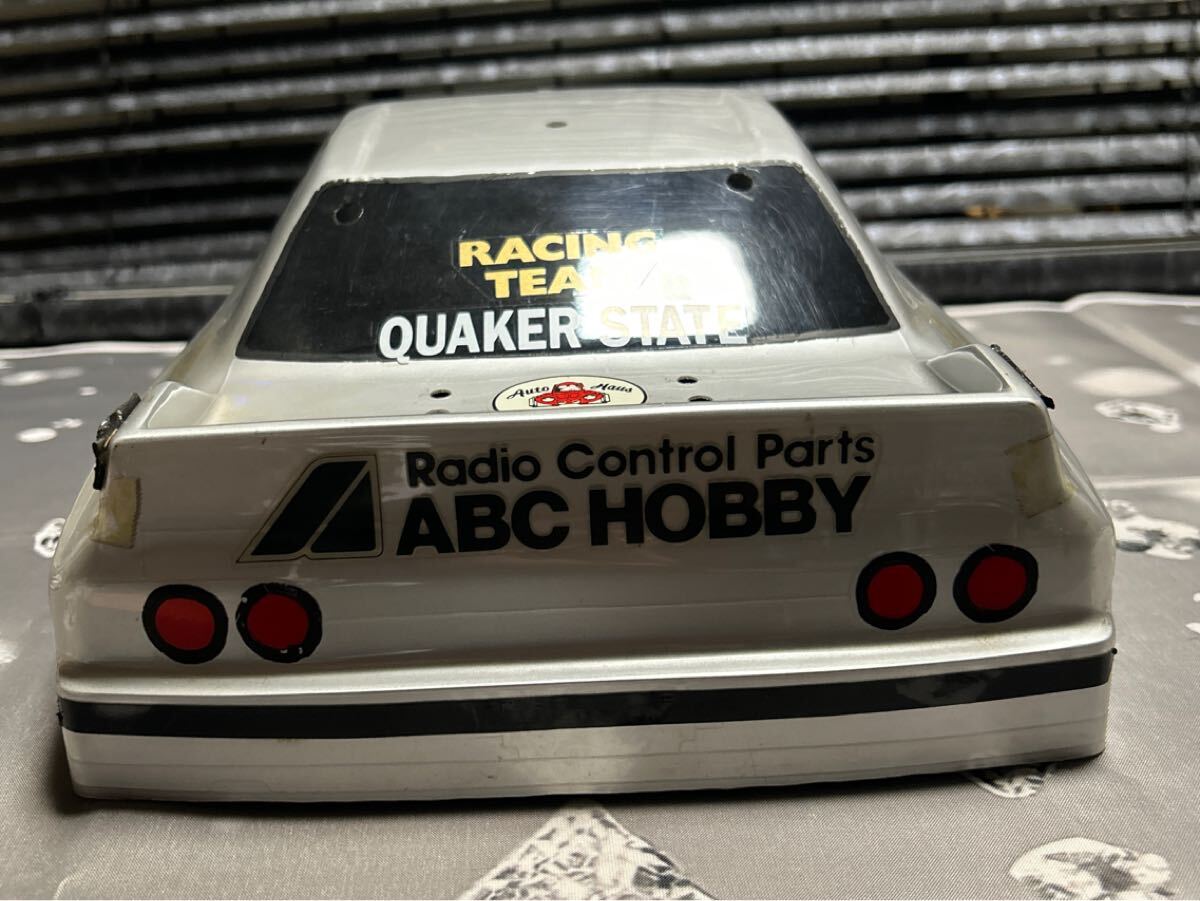 RACING
TEAM
QUAKER STATE
Auto Haus
Radio Control Parts
ABC HOBBY